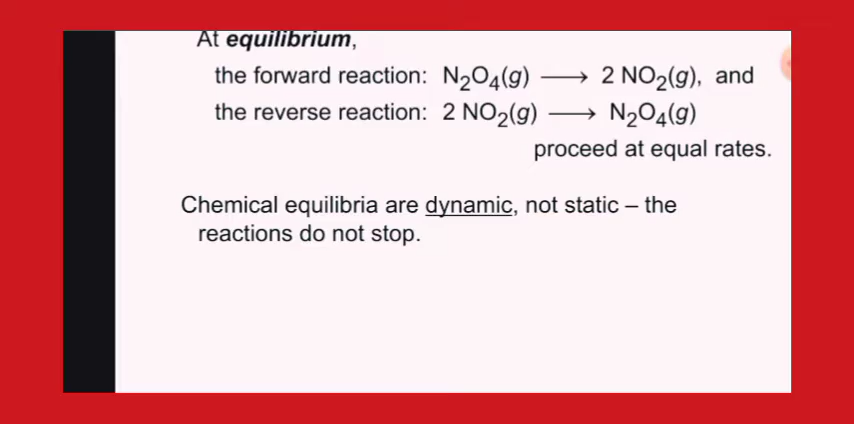 At equilibrium,
the forward reaction: N₂O₄(g) ⟶ 2 NO₂(g), and
the reverse reaction: 2 NO₂(g) ⟶ N₂O₄(g)
proceed at equal rates.
Chemical equilibria are dynamic, not static – the
reactions do not stop.